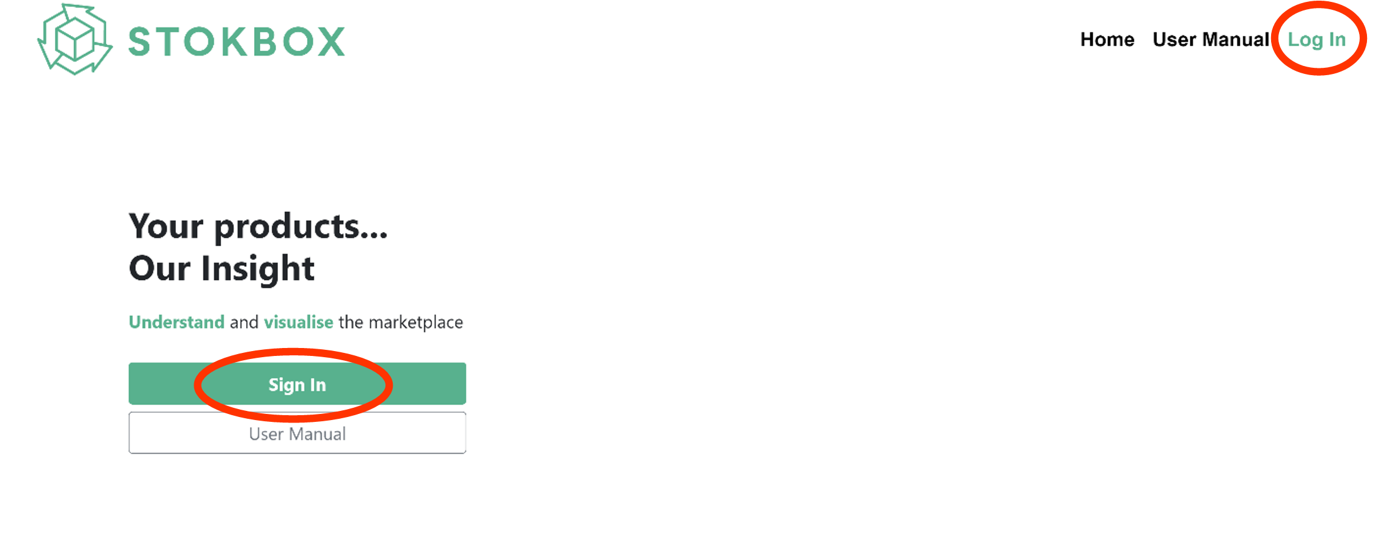 STOKBOX
Home User Manual Log In
Your products...
Our Insight
Understand and visualise the marketplace
Sign In
User Manual